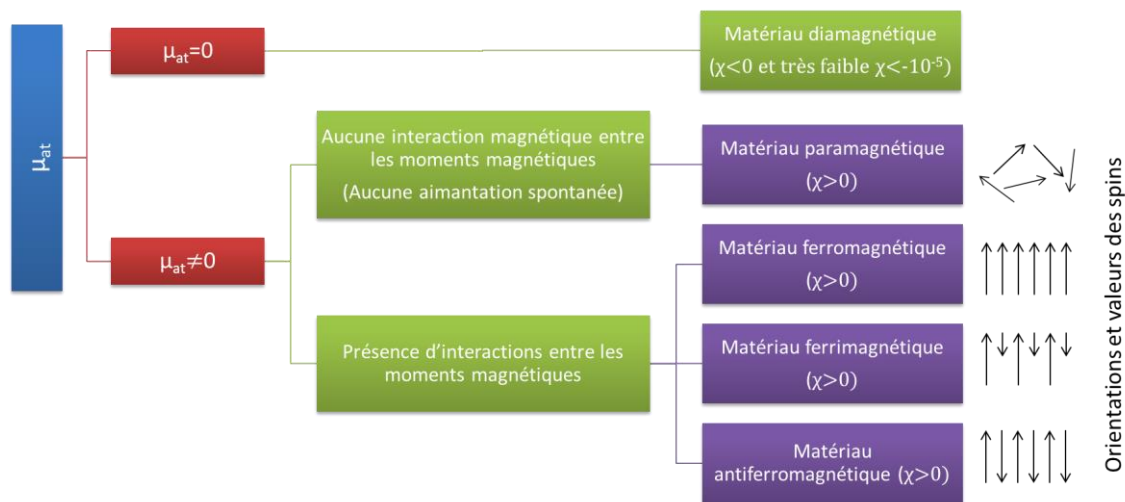 μat
μat=0
Matériau diamagnétique
(χ<0 et très faible χ<-10-5)
μat≠0
Aucune interaction magnétique entre
les moments magnétiques
(Aucune aimantation spontanée)
Matériau paramagnétique
(χ>0)
Présence d'interactions entre les
moments magnétiques
Matériau ferromagnétique
(χ>0)
Matériau ferrimagnétique
(χ>0)
Matériau
antiferromagnétique (χ>0)
Orientations et valeurs des spins